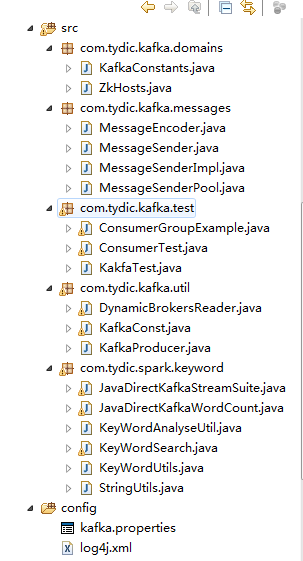 src
com.tydic.kafka.domains
KafkaConstants.java
ZkHosts.java
com.tydic.kafka.messages
MessageEncoder.java
MessageSender.java
MessageSenderImpl.java
MessageSenderPool.java
com.tydic.kafka.test
ConsumerGroupExample.java
ConsumerTest.java
KakfaTest.java
com.tydic.kafka.util
DynamicBrokersReader.java
KafkaConst.java
KafkaProducer.java
com.tydic.spark.keyword
JavaDirectKafkaStreamSuite.java
JavaDirectKafkaWordCount.java
KeyWordAnalyseUtil.java
KeyWordSearch.java
KeyWordUtils.java
StringUtils.java
config
kafka.properties
log4j.xml